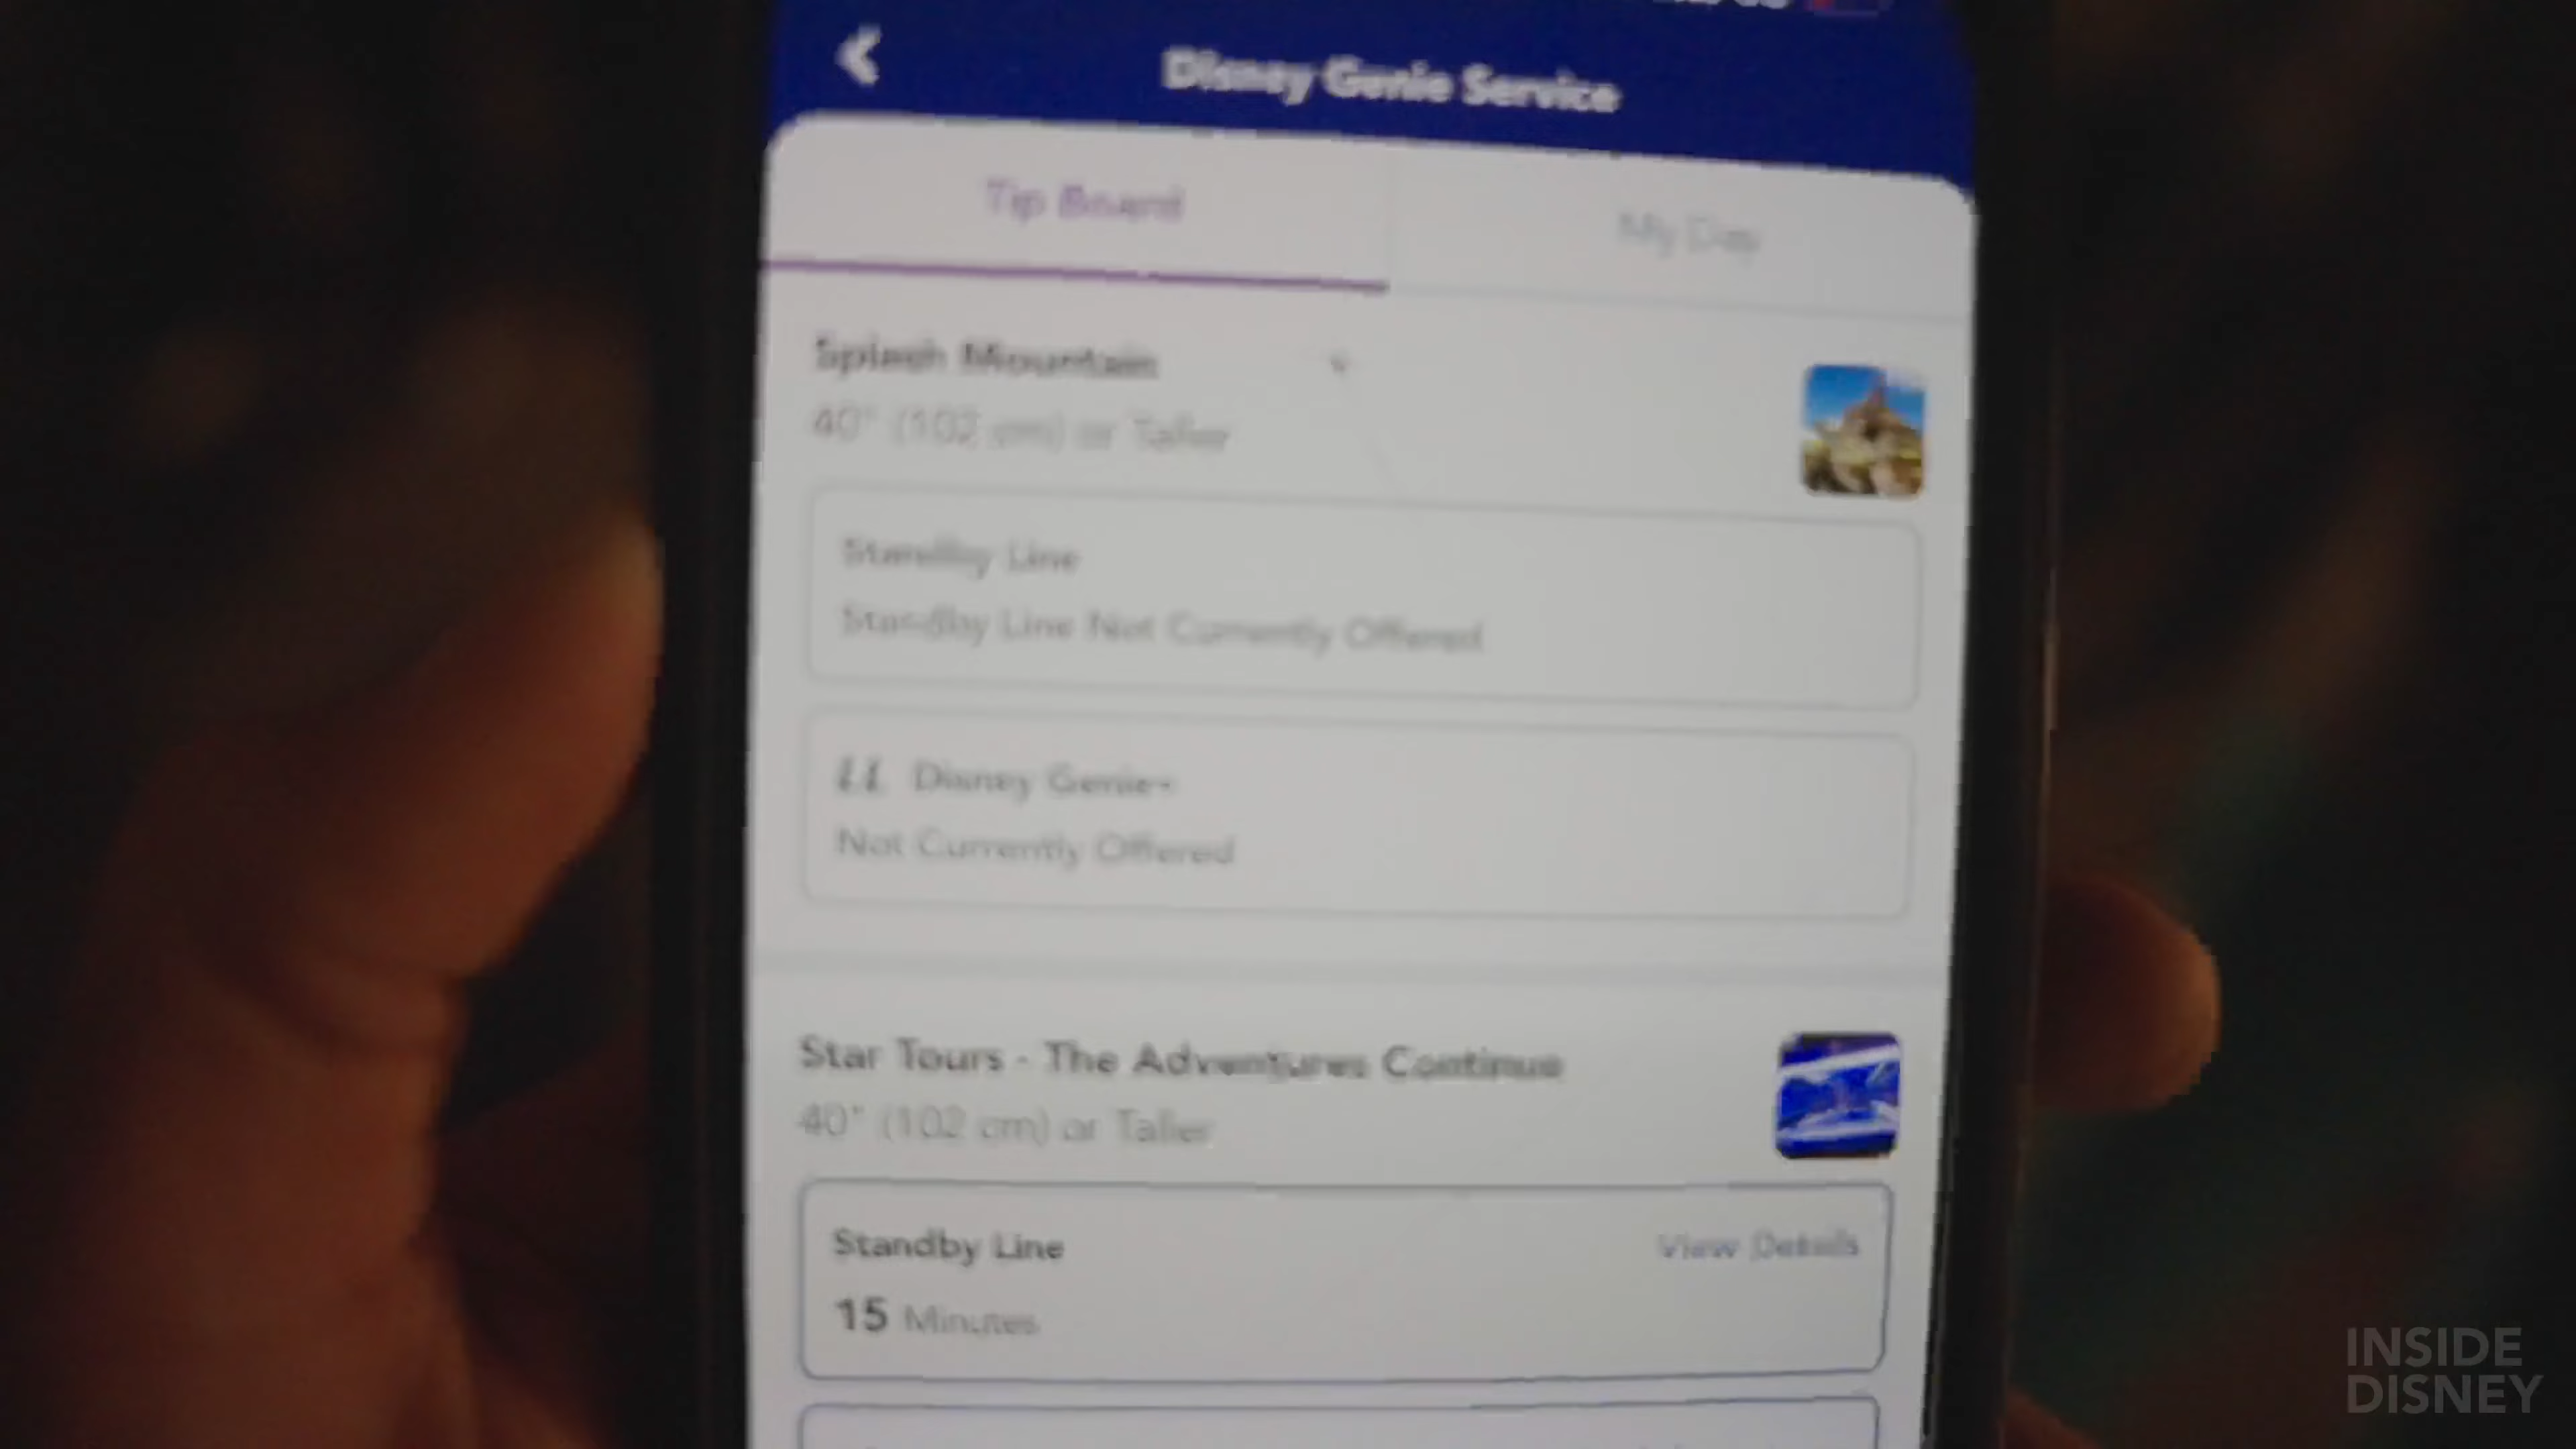 Disney Genie Service
Tip Board
My Day
Splash Mountain
40" (102 cm) or Taller
Standby Line
Standby Line Not Currently Offered
LL Disney Genie+
Not Currently Offered
Star Tours - The Adventures Continue
40" (102 cm) or Taller
Standby Line
View Details
15 Minutes
INSIDE
DISNEY